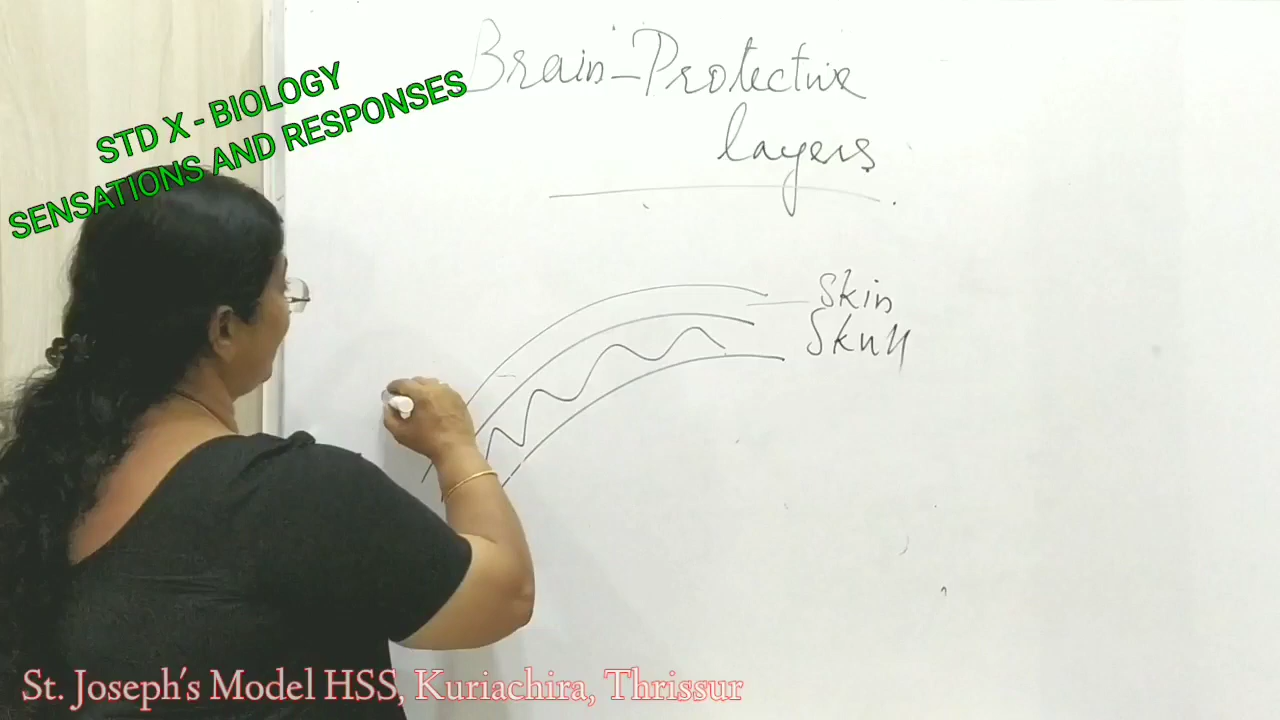 STD X - BIOLOGY
SENSATIONS AND RESPONSES
Brain - Protective
layers
Skin
Skull
St. Joseph's Model HSS, Kuriachira, Thrissur